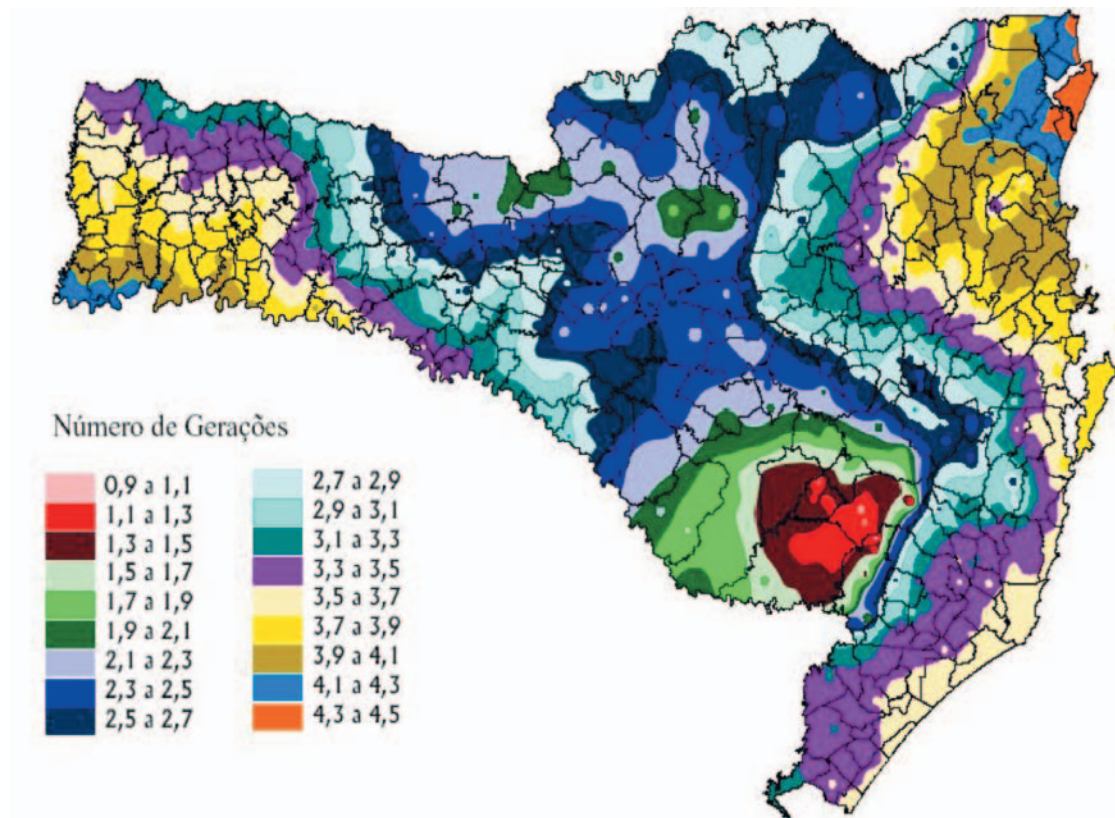 Número de Gerações
0,9 a 1,1
1,1 a 1,3
1,3 a 1,5
1,5 a 1,7
1,7 a 1,9
1,9 a 2,1
2,1 a 2,3
2,3 a 2,5
2,5 a 2,7
2,7 a 2,9
2,9 a 3,1
3,1 a 3,3
3,3 a 3,5
3,5 a 3,7
3,7 a 3,9
3,9 a 4,1
4,1 a 4,3
4,3 a 4,5